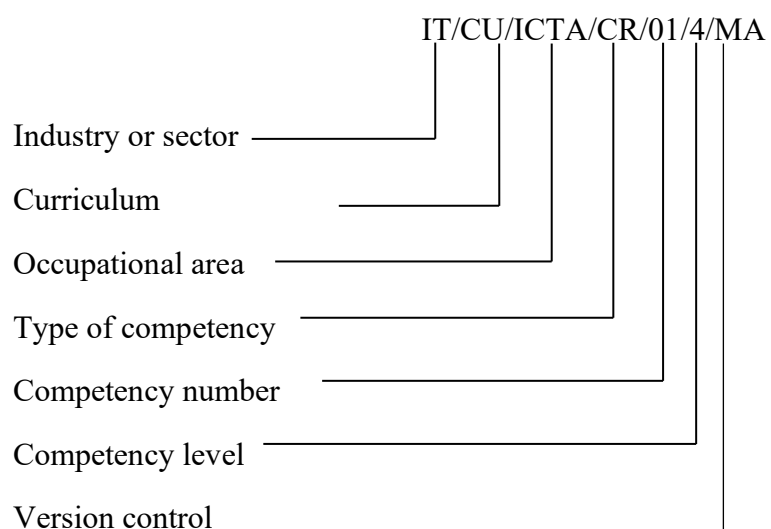 IT/CU/ICTA/CR/01/4/MA
Industry or sector
Curriculum
Occupational area
Type of competency
Competency number
Competency level
Version control